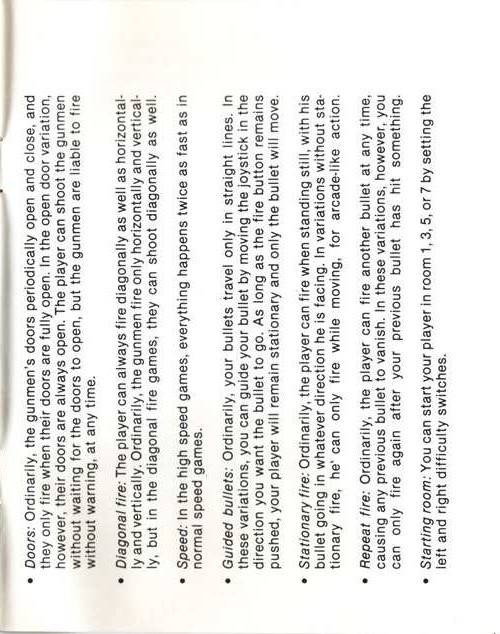 • Doors: Ordinarily, the gunmen's doors periodically open and close, and
they only fire when their doors are fully open. In the open door variation,
however, their doors are always open. The player can shoot the gunmen
without waiting for the doors to open, but the gunmen are liable to fire
without warning, at any time.
• Diagonal fire: The player can always fire diagonally as well as horizontal-
ly and vertically. Ordinarily, the gunmen fire only horizontally and vertical-
ly, but in the diagonal fire games, they can shoot diagonally as well.
• Speed: In the high speed games, everything happens twice as fast as in
normal speed games.
• Guided bullets: Ordinarily, your bullets travel only in straight lines. In
these variations, you can guide your bullet by moving the joystick in the
direction you want the bullet to go. As long as the fire button remains
pushed, your player will remain stationary and only the bullet will move.
• Stationary fire: Ordinarily, the player can fire when standing still, with his
bullet going in whatever direction he is facing. In variations without sta-
tionary fire, he' can only fire while moving, for arcade-like action.
• Repeat fire: Ordinarily, the player can fire another bullet at any time,
causing any previous bullet to vanish. In these variations, however, you
can only fire again after your previous bullet has hit something.
• Starting room: You can start your player in room 1, 3, 5, or 7 by setting the
left and right difficulty switches.